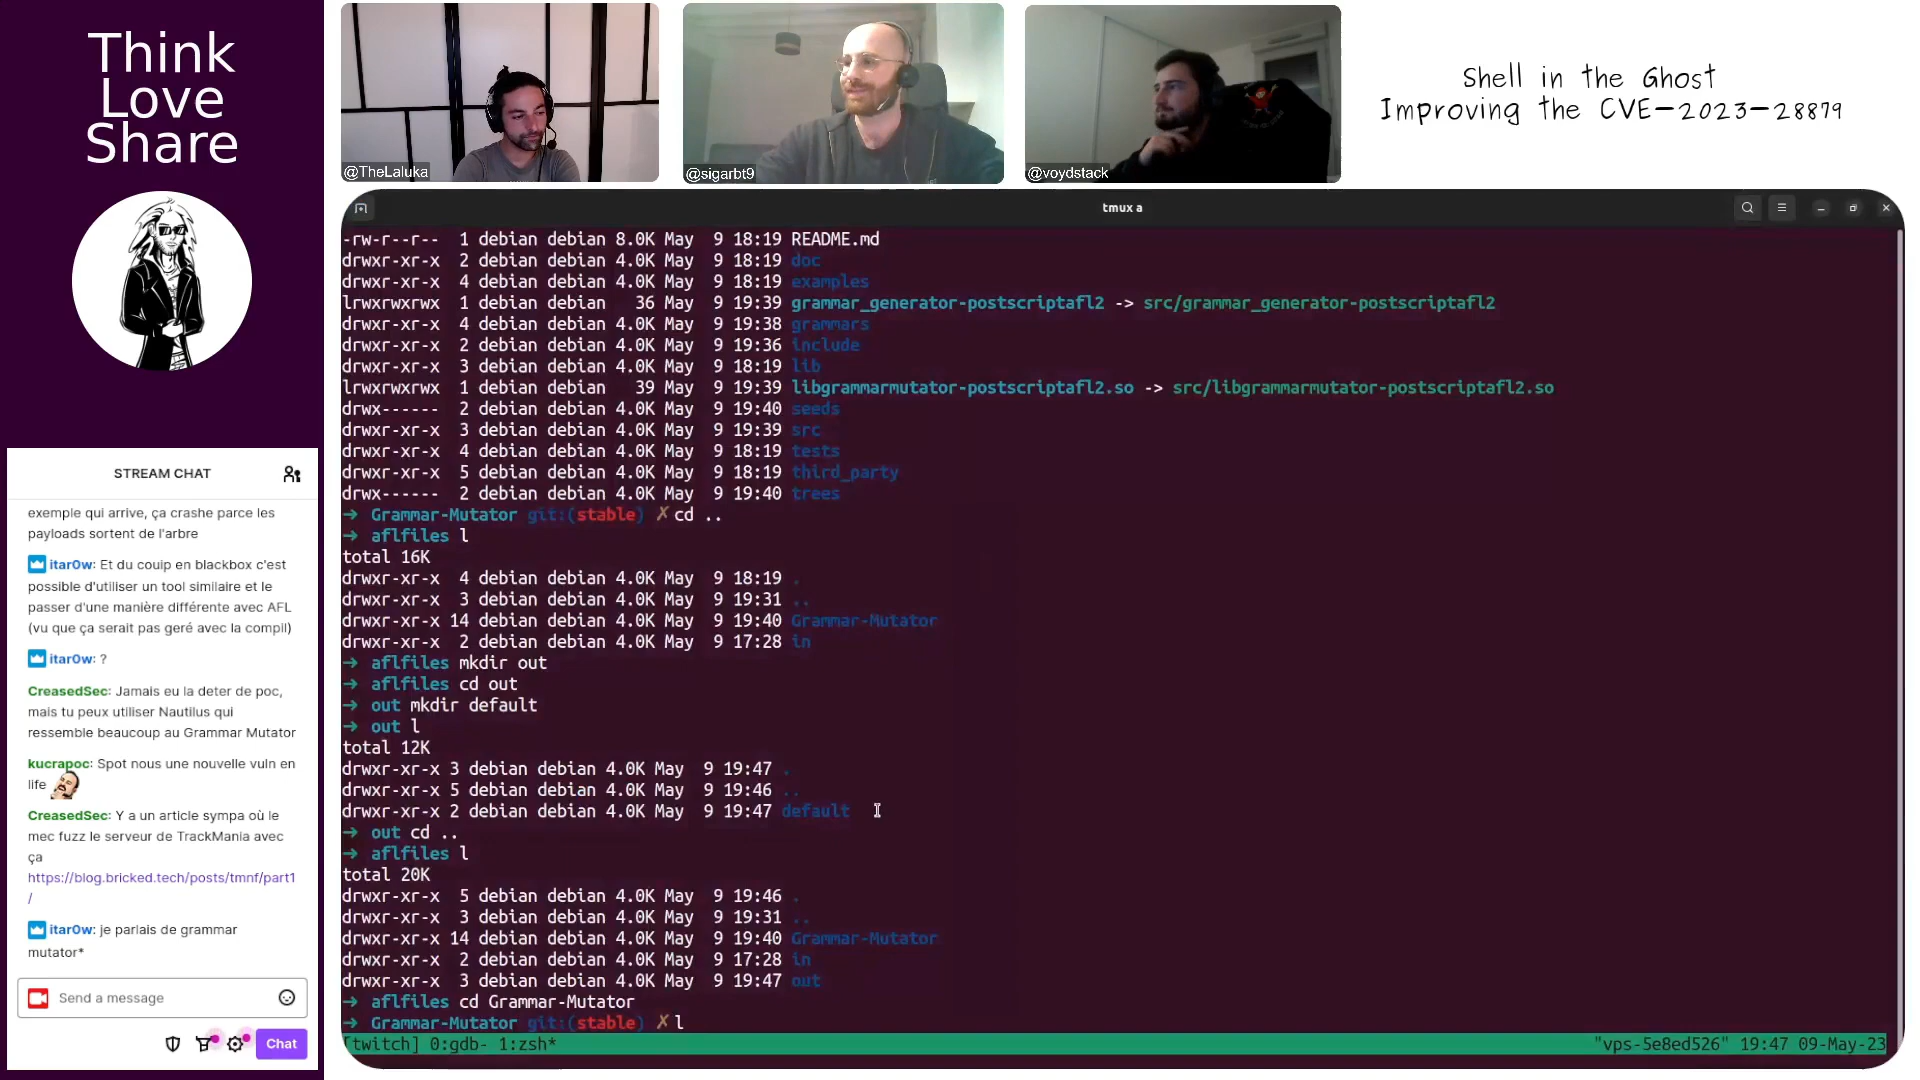 Think
Love
Share
@TheLaluka
@sigarbt9
@voydstack
Shell in the Ghost
Improving the CVE-2023-28879
STREAM CHAT
exemple qui arrive, ça crashe parce les
payloads sortent de l'arbre
itar0w: Et du couip en blackbox c'est
possible d'utiliser un tool similaire et le
passer d'une manière différente avec AFL
(vu que ça serait pas geré avec la compil)
itar0w: ?
CreasedSec: Jamais eu la deter de poc,
mais tu peux utiliser Nautilus qui
ressemble beaucoup au Grammar Mutator
kucrapoc: Spot nous une nouvelle vuln en
life
CreasedSec: Y a un article sympa où le
mec fuzz le serveur de TrackMania avec
ça
https://blog.bricked.tech/posts/tmnf/part1
/
itar0w: je parlais de grammar
mutator*
Send a message
Chat
tmux a
-rw-r--r--  1 debian debian 8.0K May  9 18:19 README.md
drwxr-xr-x  2 debian debian 4.0K May  9 18:19 doc
drwxr-xr-x  4 debian debian 4.0K May  9 18:19 examples
lrwxrwxrwx  1 debian debian   36 May  9 19:39 grammar_generator-postscriptafl2 -> src/grammar_generator-postscriptafl2
drwxr-xr-x  4 debian debian 4.0K May  9 19:38 grammars
drwxr-xr-x  2 debian debian 4.0K May  9 19:36 include
drwxr-xr-x  3 debian debian 4.0K May  9 18:19 lib
lrwxrwxrwx  1 debian debian   39 May  9 19:39 libgrammarmutator-postscriptafl2.so -> src/libgrammarmutator-postscriptafl2.so
drwx------  2 debian debian 4.0K May  9 19:40 seeds
drwxr-xr-x  3 debian debian 4.0K May  9 19:39 src
drwxr-xr-x  4 debian debian 4.0K May  9 18:19 tests
drwxr-xr-x  5 debian debian 4.0K May  9 18:19 third_party
drwx------  2 debian debian 4.0K May  9 19:40 trees
➜  Grammar-Mutator git:(stable) ✗ cd ..
➜  aflfiles l
total 16K
drwxr-xr-x  4 debian debian 4.0K May  9 18:19 .
drwxr-xr-x  3 debian debian 4.0K May  9 19:31 ..
drwxr-xr-x 14 debian debian 4.0K May  9 19:40 Grammar-Mutator
drwxr-xr-x  2 debian debian 4.0K May  9 17:28 in
➜  aflfiles mkdir out
➜  aflfiles cd out
➜  out mkdir default
➜  out l
total 12K
drwxr-xr-x 3 debian debian 4.0K May  9 19:47 .
drwxr-xr-x 5 debian debian 4.0K May  9 19:46 ..
drwxr-xr-x 2 debian debian 4.0K May  9 19:47 default
➜  out cd ..
➜  aflfiles l
total 20K
drwxr-xr-x  5 debian debian 4.0K May  9 19:46 .
drwxr-xr-x  3 debian debian 4.0K May  9 19:31 ..
drwxr-xr-x 14 debian debian 4.0K May  9 19:40 Grammar-Mutator
drwxr-xr-x  2 debian debian 4.0K May  9 17:28 in
drwxr-xr-x  3 debian debian 4.0K May  9 19:47 out
➜  aflfiles cd Grammar-Mutator
➜  Grammar-Mutator git:(stable) ✗ l
[twitch] 0:gdb- 1:zsh* "vps-5e8ed526" 19:47 09-May-23